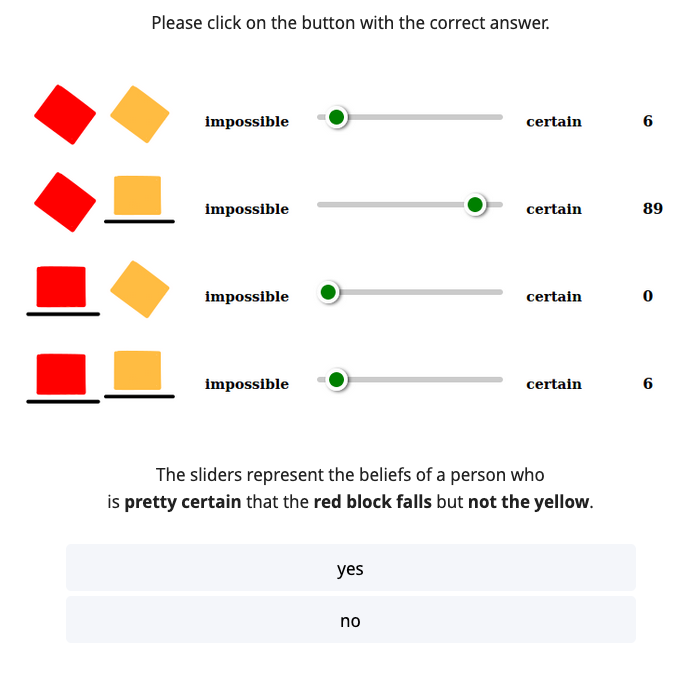 Please click on the button with the correct answer.
impossible certain 6
impossible certain 89
impossible certain 0
impossible certain 6
The sliders represent the beliefs of a person who
is pretty certain that the red block falls but not the yellow.
yes
no